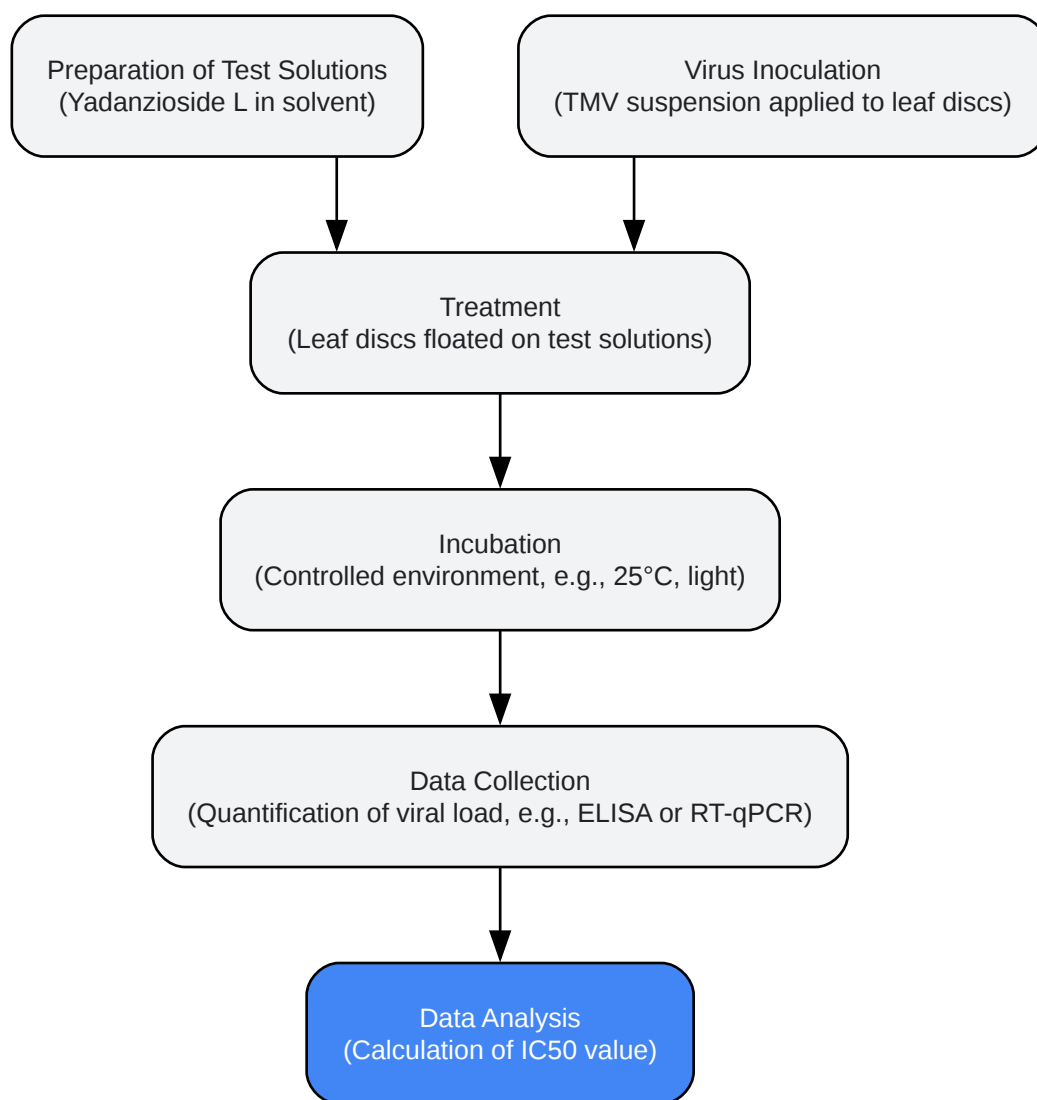 Preparation of Test Solutions
(Yadanzioside L in solvent)
Virus Inoculation
(TMV suspension applied to leaf discs)
Treatment
(Leaf discs floated on test solutions)
Incubation
(Controlled environment, e.g., 25°C, light)
Data Collection
(Quantification of viral load, e.g., ELISA or RT-qPCR)
Data Analysis
(Calculation of IC50 value)